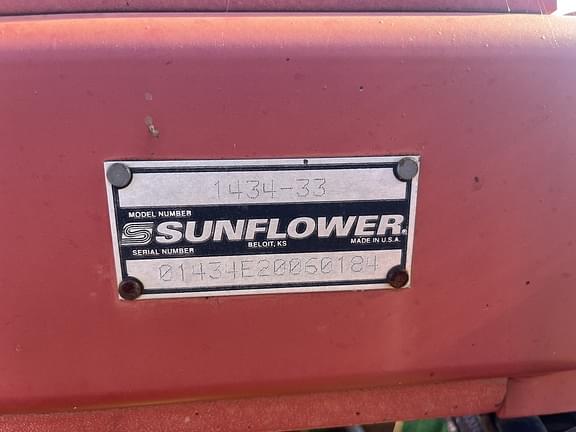 1434-33
MODEL NUMBER
SUNFLOWER®
BELOIT, KS
MADE IN U.S.A.
SERIAL NUMBER
01434E20060184